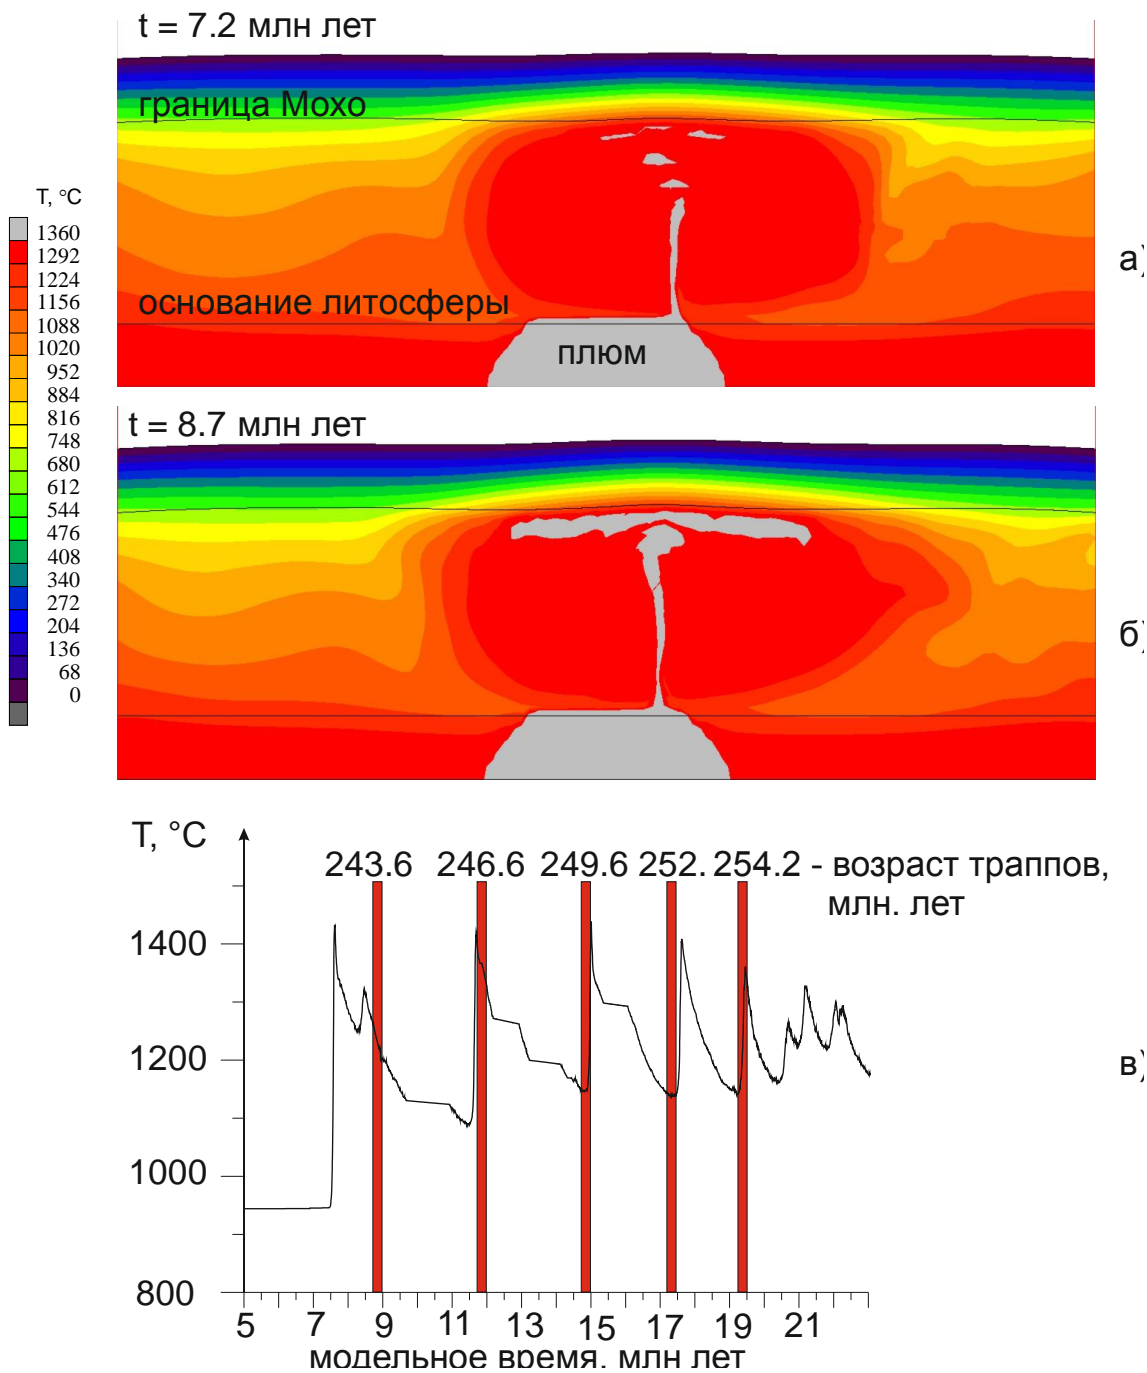 t = 7.2 млн лет
граница Мохо
T, °C
1360
1292
1224
1156
1088
1020
952
884
816
748
680
612
544
476
408
340
272
204
136
68
0
а)
основание литосферы
плюм
t = 8.7 млн лет
б)
T, °C
243.6 246.6 249.6 252. 254.2 - возраст траппов,
млн. лет
1400
1200
1000
800
в)
5 7 9 11 13 15 17 19 21
модельное время, млн лет